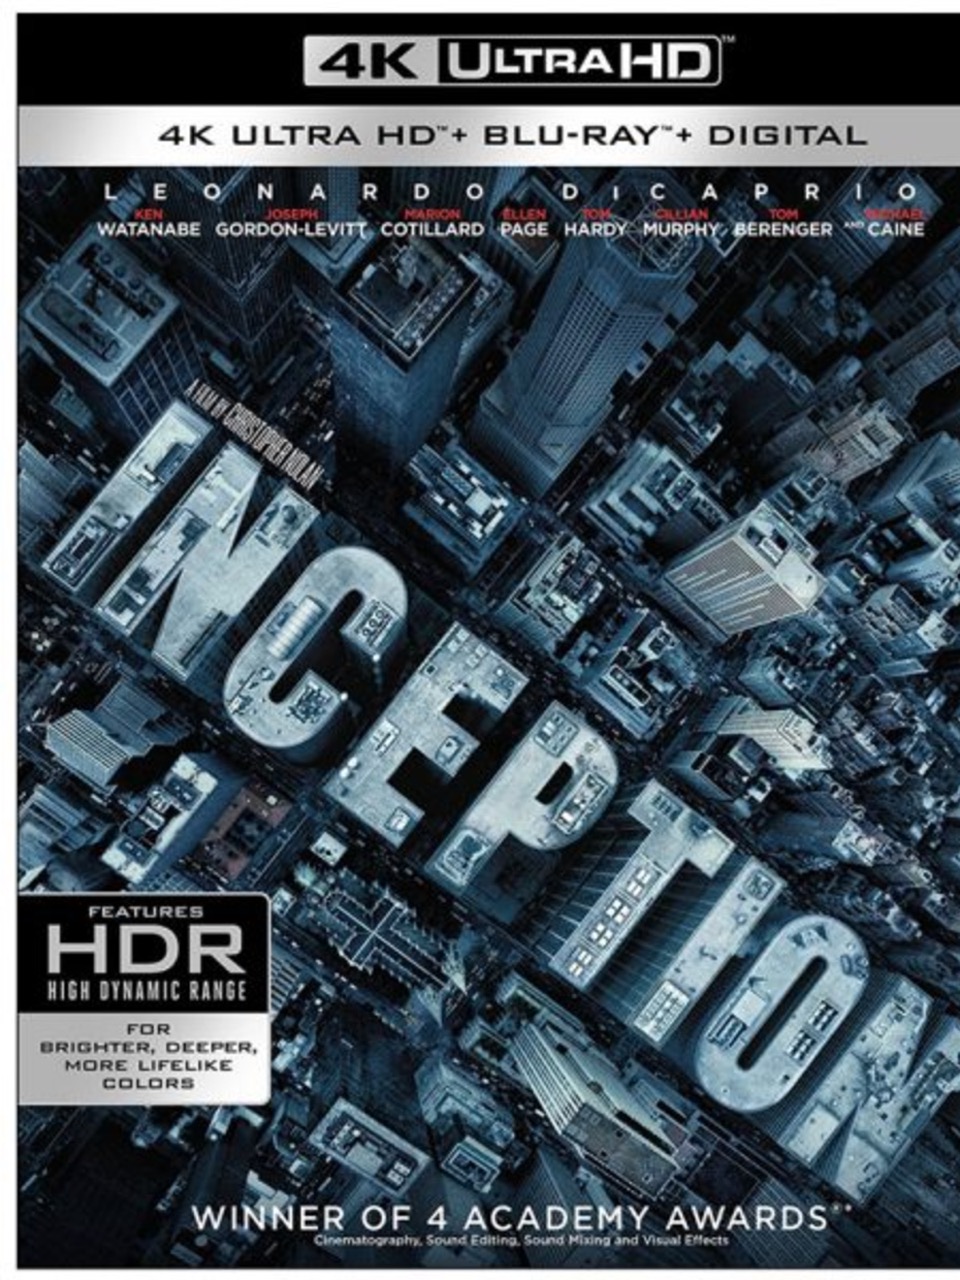 4K ULTRAHD™
4K ULTRA HD™+ BLU-RAY™+ DIGITAL
LEONARDO DiCAPRIO
KEN WATANABE JOSEPH GORDON-LEVITT MARION COTILLARD ELLEN PAGE TOM HARDY CILLIAN MURPHY TOM BERENGER AND MICHAEL CAINE
A FILM BY CHRISTOPHER NOLAN
INCEPTION
FEATURES
HDR
HIGH DYNAMIC RANGE
FOR
BRIGHTER, DEEPER,
MORE LIFELIKE
COLORS
WINNER OF 4 ACADEMY AWARDS®*
Cinematography, Sound Editing, Sound Mixing and Visual Effects